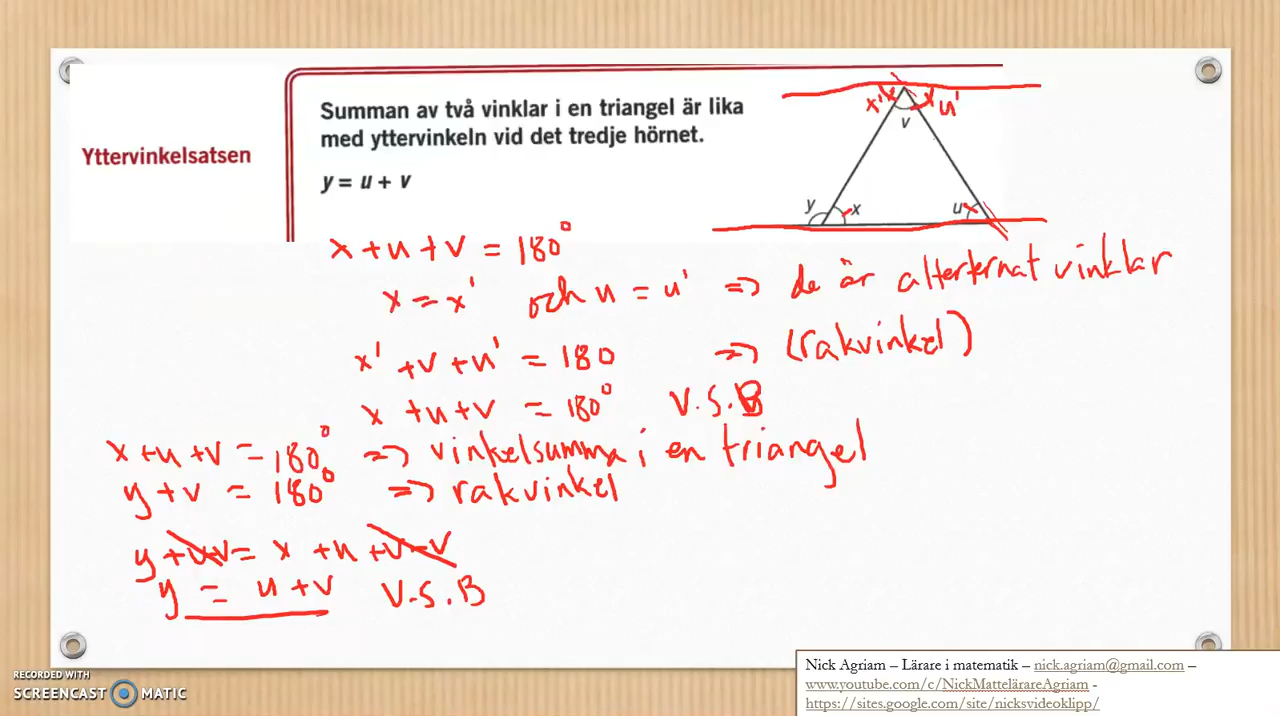 Yttervinkelsatsen
Summan av två vinklar i en triangel är lika
med yttervinkeln vid det tredje hörnet.
y = u + v
x' v u'
y x u
x + u + v = 180°
x = x' och u = u' => de är alterternat vinklar
x' + v + u' = 180 => (rakvinkel)
x + u + v = 180° V.S.B
x + u + v = 180° => vinkelsumma i en triangel
y + v = 180° => rakvinkel
y + v - v = x + u + v - v
y = u + v V.S.B
RECORDED WITH
SCREENCAST MATIC
Nick Agriam – Lärare i matematik – nick.agriam@gmail.com –
www.youtube.com/c/NickMattelärareAgriam -
https://sites.google.com/site/nicksvideoklipp/